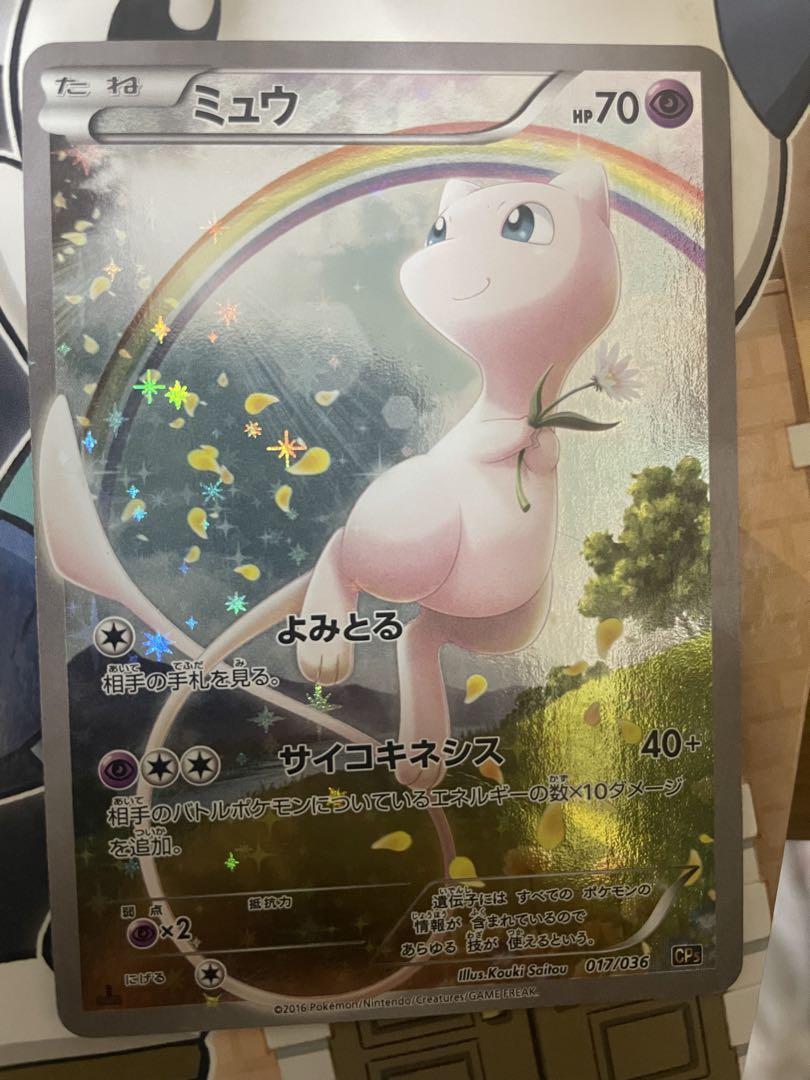 たね ミュウ HP70
よみとる
相手の手札を見る。
サイコキネシス 40+
相手のバトルポケモンについているエネルギーの数×10ダメージ
を追加。
弱点 抵抗力
×2
にげる
遺伝子には すべての ポケモンの
情報が 含まれているので
あらゆる 技が 使えるという。
Illus.Kouki Saitou 017/036 CP5
©2016 Pokémon/Nintendo/Creatures/GAME FREAK.